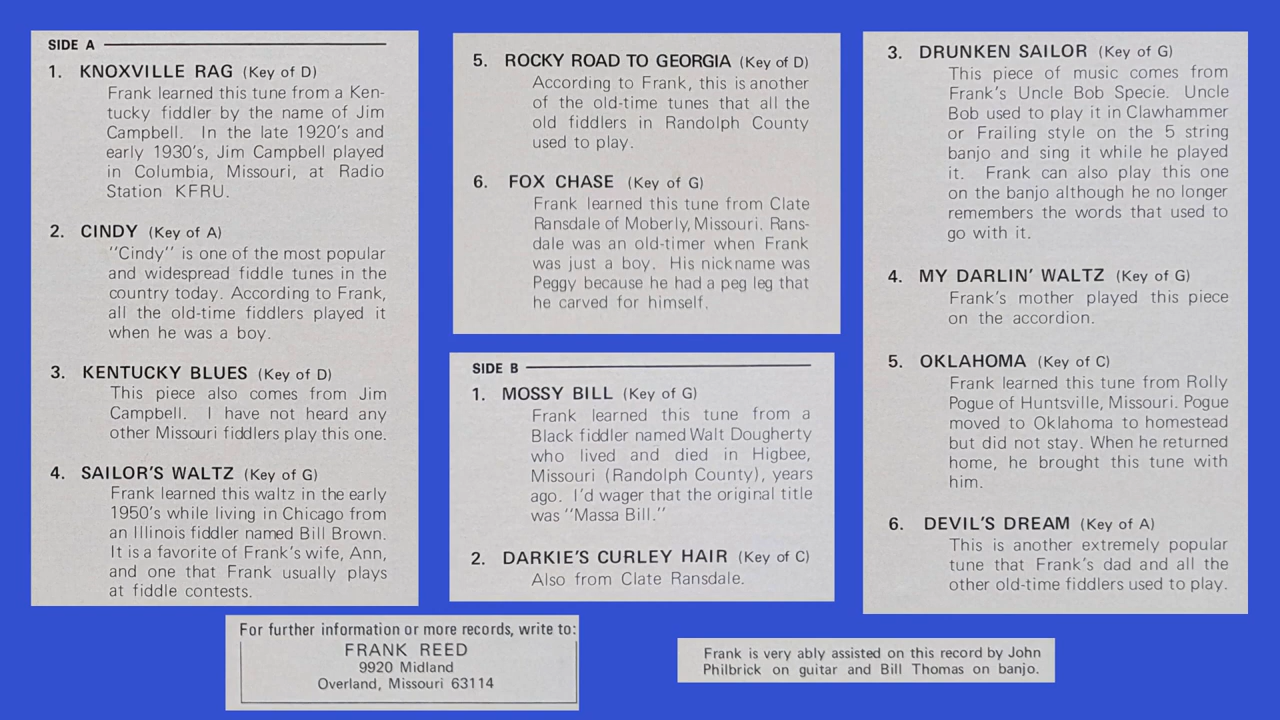 SIDE A
1. KNOXVILLE RAG (Key of D)
Frank learned this tune from a Ken-
tucky fiddler by the name of Jim
Campbell. In the late 1920's and
early 1930's, Jim Campbell played
in Columbia, Missouri, at Radio
Station KFRU.
2. CINDY (Key of A)
"Cindy" is one of the most popular
and widespread fiddle tunes in the
country today. According to Frank,
all the old-time fiddlers played it
when he was a boy.
3. KENTUCKY BLUES (Key of D)
This piece also comes from Jim
Campbell. I have not heard any
other Missouri fiddlers play this one.
4. SAILOR'S WALTZ (Key of G)
Frank learned this waltz in the early
1950's while living in Chicago from
an Illinois fiddler named Bill Brown.
It is a favorite of Frank's wife, Ann,
and one that Frank usually plays
at fiddle contests.
5. ROCKY ROAD TO GEORGIA (Key of D)
According to Frank, this is another
of the old-time tunes that all the
old fiddlers in Randolph County
used to play.
6. FOX CHASE (Key of G)
Frank learned this tune from Clate
Ransdale of Moberly, Missouri. Rans-
dale was an old-timer when Frank
was just a boy. His nickname was
Peggy because he had a peg leg that
he carved for himself.
SIDE B
1. MOSSY BILL (Key of G)
Frank learned this tune from a
Black fiddler named Walt Dougherty
who lived and died in Higbee,
Missouri (Randolph County), years
ago. I'd wager that the original title
was "Massa Bill."
2. DARKIE'S CURLEY HAIR (Key of C)
Also from Clate Ransdale.
3. DRUNKEN SAILOR (Key of G)
This piece of music comes from
Frank's Uncle Bob Specie. Uncle
Bob used to play it in Clawhammer
or Frailing style on the 5 string
banjo and sing it while he played
it. Frank can also play this one
on the banjo although he no longer
remembers the words that used to
go with it.
4. MY DARLIN' WALTZ (Key of G)
Frank's mother played this piece
on the accordion.
5. OKLAHOMA (Key of C)
Frank learned this tune from Rolly
Pogue of Huntsville, Missouri. Pogue
moved to Oklahoma to homestead
but did not stay. When he returned
home, he brought this tune with
him.
6. DEVIL'S DREAM (Key of A)
This is another extremely popular
tune that Frank's dad and all the
other old-time fiddlers used to play.
For further information or more records, write to:
FRANK REED
9920 Midland
Overland, Missouri 63114
Frank is very ably assisted on this record by John
Philbrick on guitar and Bill Thomas on banjo.